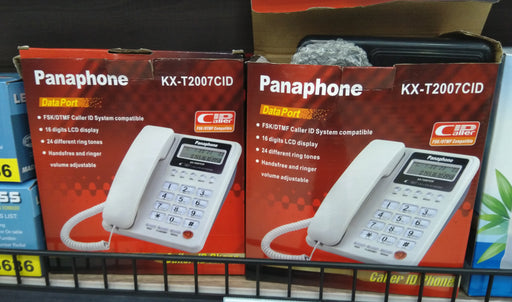 Panaphone KX-T2007CID
Data Port
• FSK/DTMF Caller ID System compatible
• 16 digits LCD display
• 24 different ring tones
• Handsfree and ringer
volume adjustable
CID
Caller
FSK/DTMF Compatible
Panaphone
Panaphone KX-T2007CID
Data Port
• FSK/DTMF Caller ID System compatible
• 16 digits LCD display
• 24 different ring tones
• Handsfree and ringer
volume adjustable
CID
Caller
FSK/DTMF Compatible
Panaphone
Caller ID Phone
LE
SS
S LIST